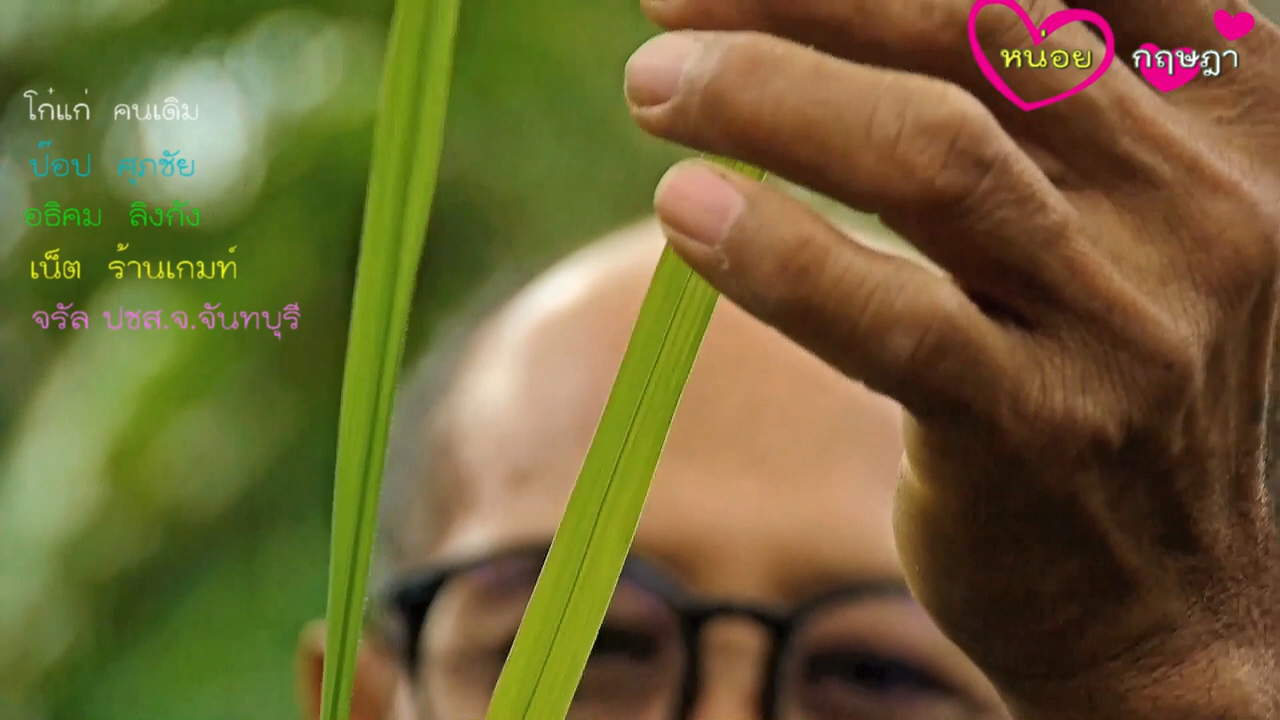 หน่อย กฤษฎา
โก๋แก่ คนเดิม
ป๊อป ศุภชัย
อธิคม ลิงกัง
เน็ต ร้านเกมท์
จรัล ปชส.จ.จันทบุรี